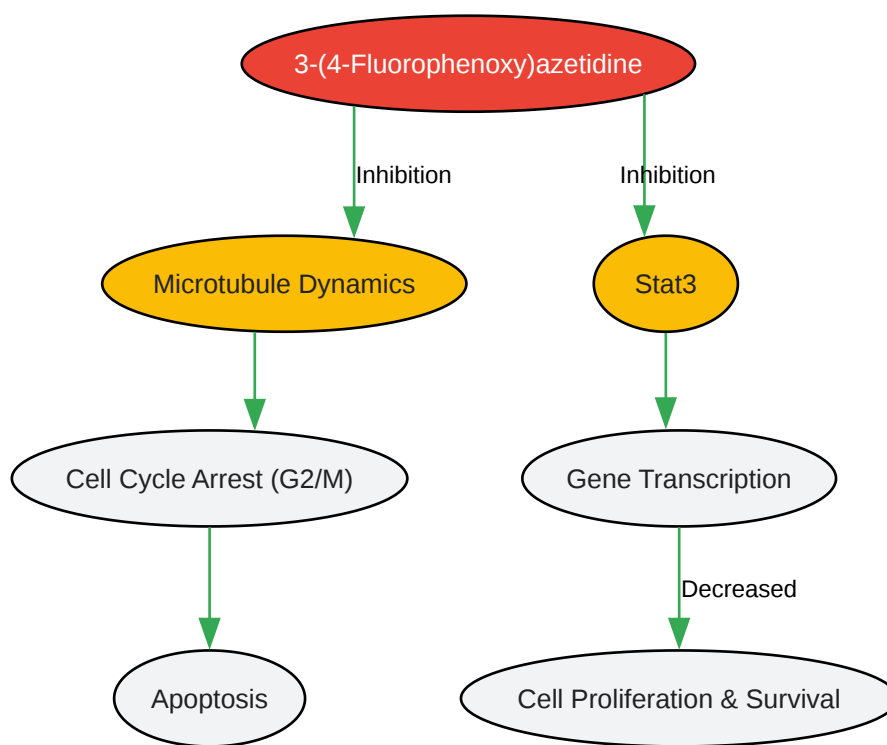 3-(4-Fluorophenoxy)azetidine
Inhibition
Inhibition
Microtubule Dynamics
Stat3
Cell Cycle Arrest (G2/M)
Gene Transcription
Decreased
Apoptosis
Cell Proliferation & Survival